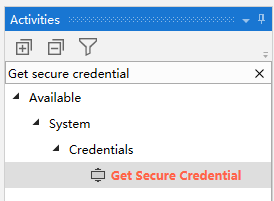 Activities
Get secure credential
Available
System
Credentials
Get Secure Credential